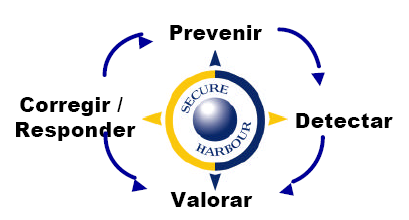 Prevenir
Corregir /
Responder
SECURE
HARBOUR
Detectar
Valorar